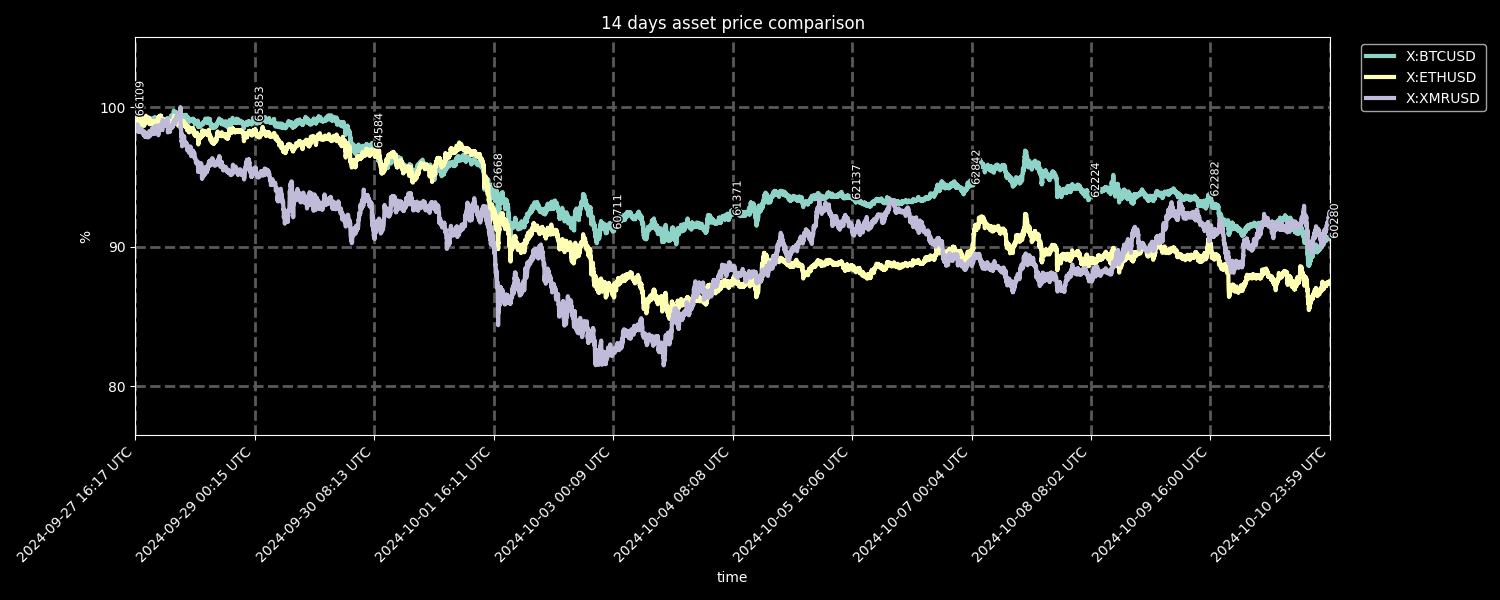 14 days asset price comparison
X:BTCUSD
X:ETHUSD
X:XMRUSD
100
90
80
%
66109
65853
64584
62668
60711
61371
62137
62842
62224
62282
60280
2024-09-27 16:17 UTC
2024-09-29 00:15 UTC
2024-09-30 08:13 UTC
2024-10-01 16:11 UTC
2024-10-03 00:09 UTC
2024-10-04 08:08 UTC
2024-10-05 16:06 UTC
2024-10-07 00:04 UTC
2024-10-08 08:02 UTC
2024-10-09 16:00 UTC
2024-10-10 23:59 UTC
time